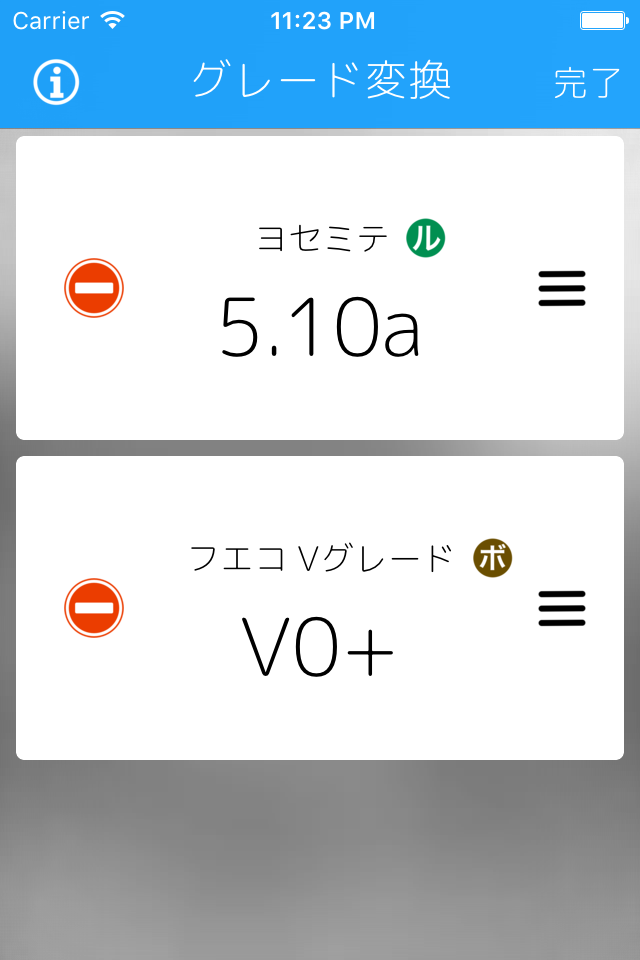 Carrier 11:23 PM
グレード変換 完了
ヨセミテ ル
5.10a
フエコ Vグレード ボ
V0+